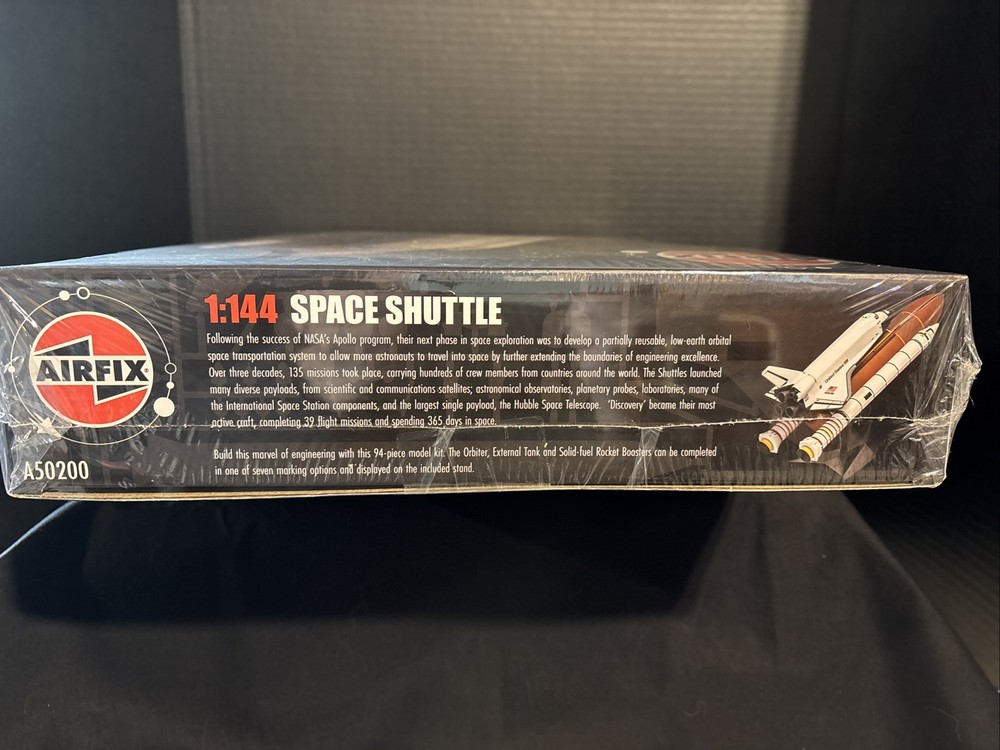 1:144 SPACE SHUTTLE
Following the success of NASA's Apollo program, their next phase in space exploration was to develop a partially reusable, low-earth orbital
space transportation system to allow more astronauts to travel into space by further extending the boundaries of engineering excellence.
Over three decades, 135 missions took place, carrying hundreds of crew members from countries around the world. The Shuttles launched
many diverse payloads, from scientific and communications-satellites; astronomical observatories, planetary probes, laboratories, many of
the International Space Station components, and the largest single payload, the Hubble Space Telescope. 'Discovery' became their most
active craft, completing 39 flight missions and spending 365 days in space.
Build this marvel of engineering with this 94-piece model kit. The Orbiter, External Tank and Solid-fuel Rocket Boosters can be completed
in one of seven marking options and displayed on the included stand.
AIRFIX
A50200